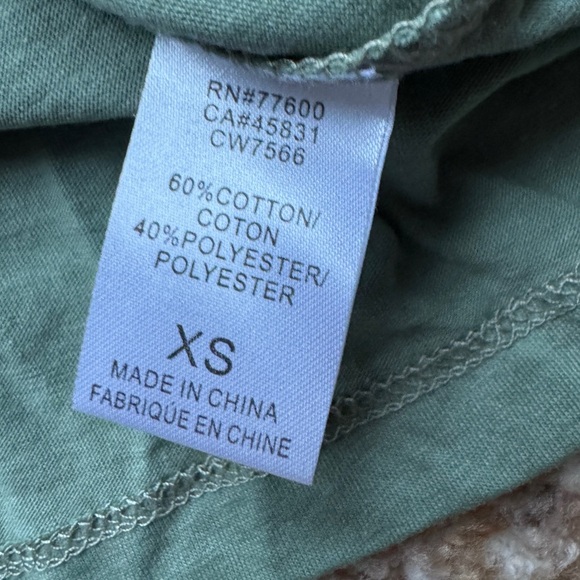 RN#77600
CA#45831
CW7566
60%COTTON/
COTON
40%POLYESTER/
POLYESTER
XS
MADE IN CHINA
FABRIQUÉ EN CHINE